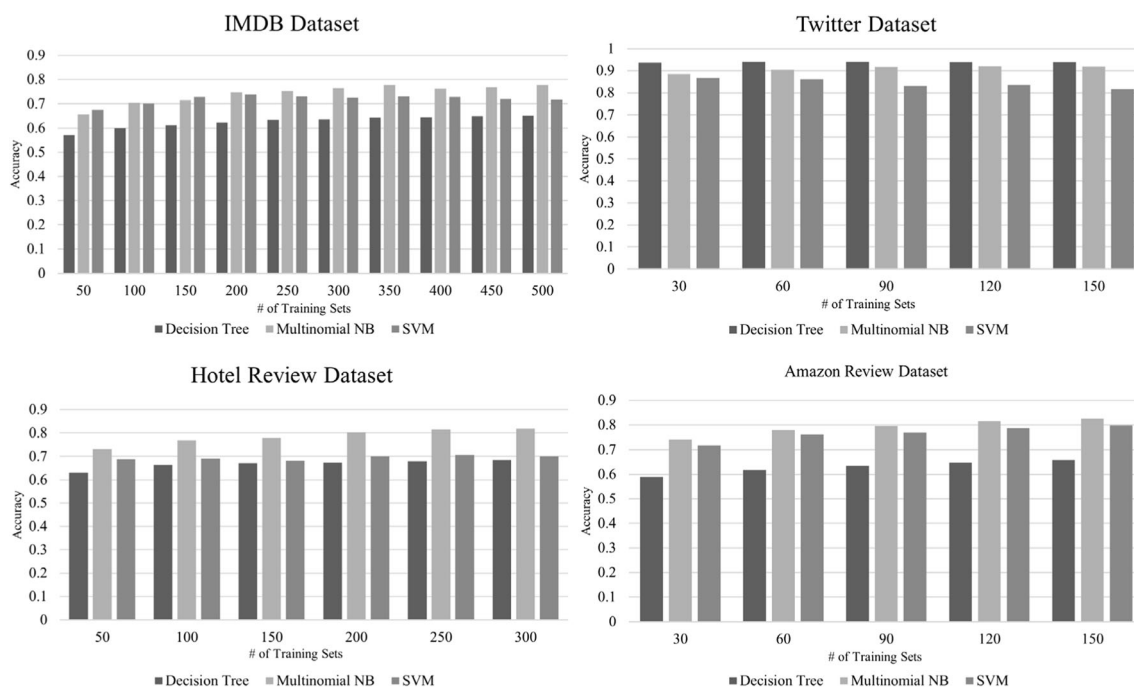 IMDB Dataset
0.9
0.8
0.7
0.6
0.5
0.4
0.3
0.2
0.1
0
Accuracy
50 100 150 200 250 300 350 400 450 500
# of Training Sets
Decision Tree Multinomial NB SVM
Twitter Dataset
1
0.9
0.8
0.7
0.6
0.5
0.4
0.3
0.2
0.1
0
Accuracy
30 60 90 120 150
# of Training Sets
Decision Tree Multinomial NB SVM
Hotel Review Dataset
0.9
0.8
0.7
0.6
0.5
0.4
0.3
0.2
0.1
0
Accuracy
50 100 150 200 250 300
# of Training Sets
Decision Tree Multinomial NB SVM
Amazon Review Dataset
0.9
0.8
0.7
0.6
0.5
0.4
0.3
0.2
0.1
0
Accuracy
30 60 90 120 150
# of Training Sets
Decision Tree Multinomial NB SVM